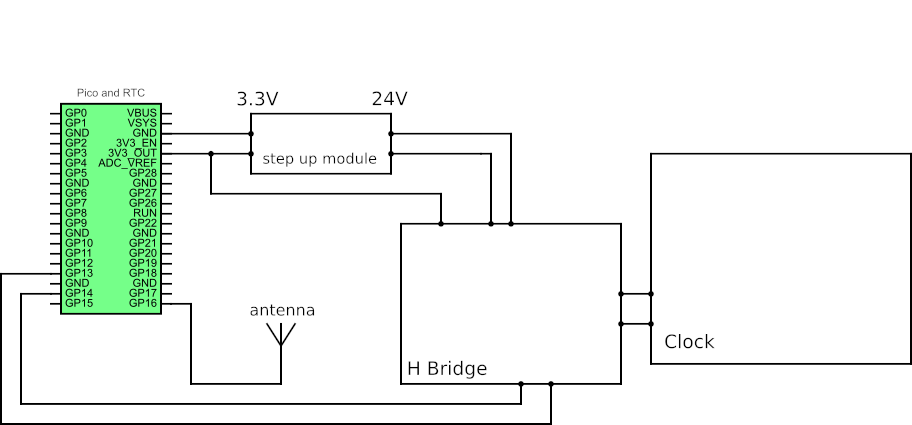 Pico and RTC
3.3V
24V
GP0 VBUS
GP1 VSYS
GND GND
GP2 3V3_EN
GP3 3V3_OUT
GP4 ADC_VREF
GP5 GP28
GND GND
GP6 GP27
GP7 GP26
GP8 RUN
GP9 GP22
GND GND
GP10 GP21
GP11 GP20
GP12 GP19
GP13 GP18
GND GND
GP14 GP17
GP15 GP16
step up module
antenna
H Bridge
Clock